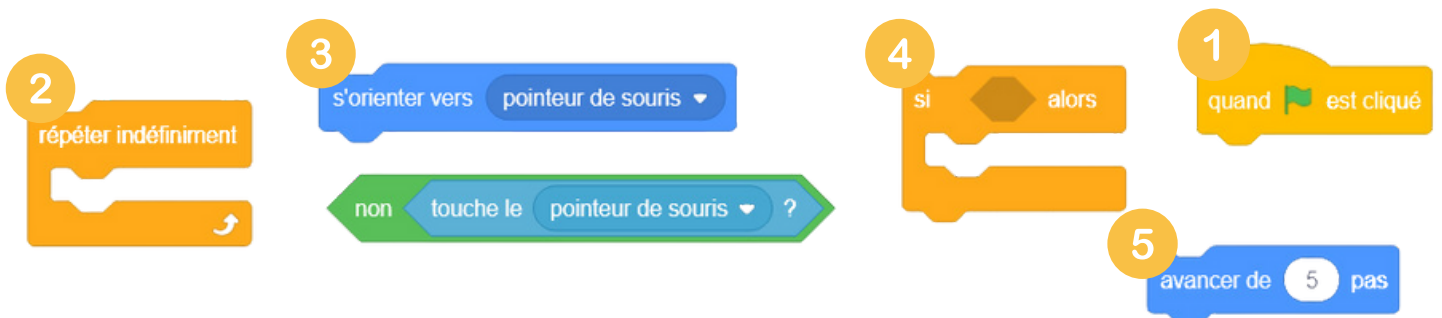 2
répéter indéfiniment
3
s'orienter vers pointeur de souris
non touche le pointeur de souris ?
4
si alors
1
quand est cliqué
5
avancer de 5 pas